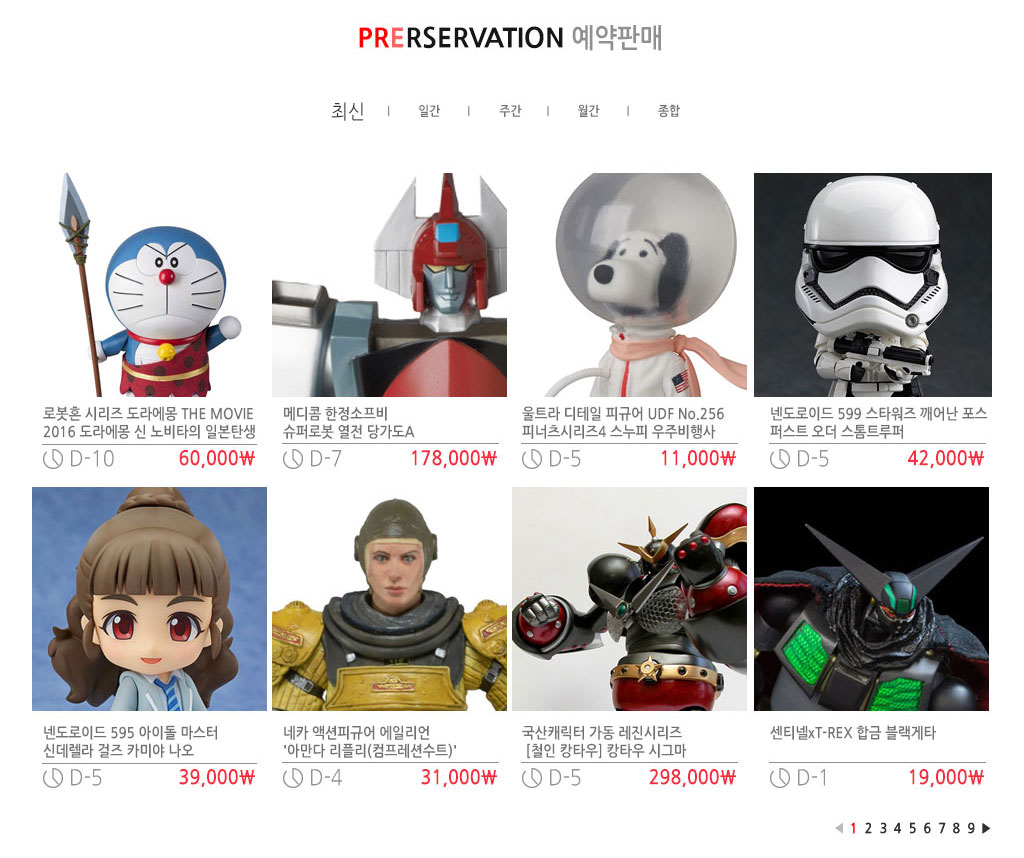 PRERSERVATION 예약판매
최신 | 일간 | 주간 | 월간 | 종합
로봇혼 시리즈 도라에몽 THE MOVIE
2016 도라에몽 신 노비타의 일본탄생
D-10 60,000₩
메디콤 한정소프비
슈퍼로봇 열전 당가도A
D-7 178,000₩
울트라 디테일 피규어 UDF No.256
피너츠시리즈4 스누피 우주비행사
D-5 11,000₩
넨도로이드 599 스타워즈 깨어난 포스
퍼스트 오더 스톰트루퍼
D-5 42,000₩
넨도로이드 595 아이돌 마스터
신데렐라 걸즈 카미야 나오
D-5 39,000₩
네카 액션피규어 에일리언
'아만다 리플리(컴프레션수트)'
D-4 31,000₩
국산캐릭터 가동 레진시리즈
[철인 캉타우] 캉타우 시그마
D-5 298,000₩
센티넬xT-REX 합금 블랙게타
D-1 19,000₩
1 2 3 4 5 6 7 8 9